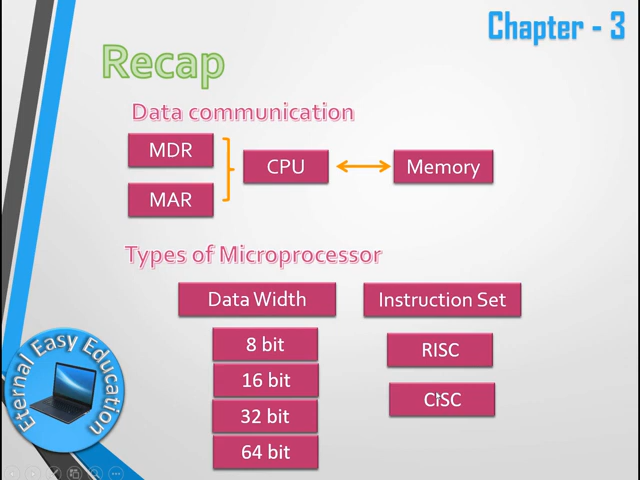 Chapter - 3
Recap
Data communication
MDR
CPU
Memory
MAR
Types of Microprocessor
Data Width
Instruction Set
8 bit
RISC
16 bit
CISC
32 bit
64 bit
Eternal Easy Education